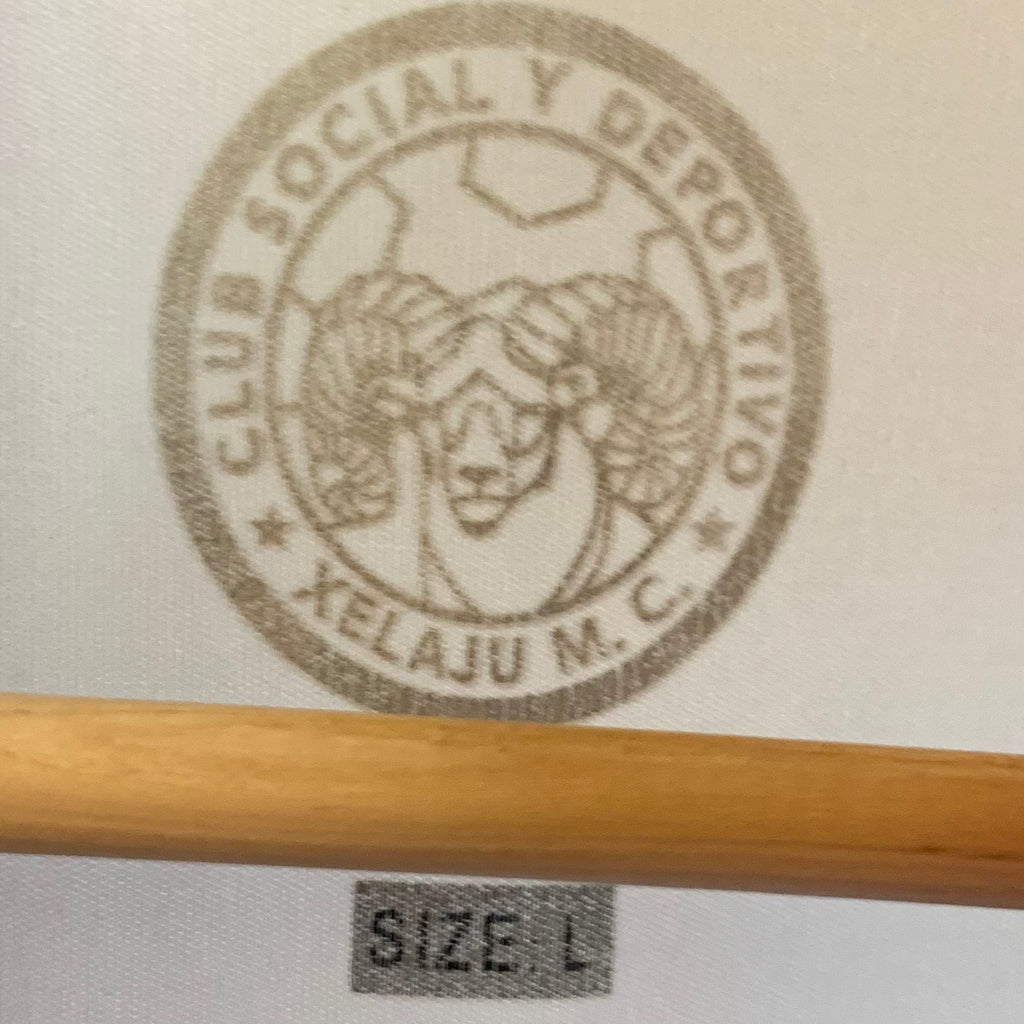 CLUB SOCIAL Y DEPORTIVO
XELAJU M. C.
SIZE: L